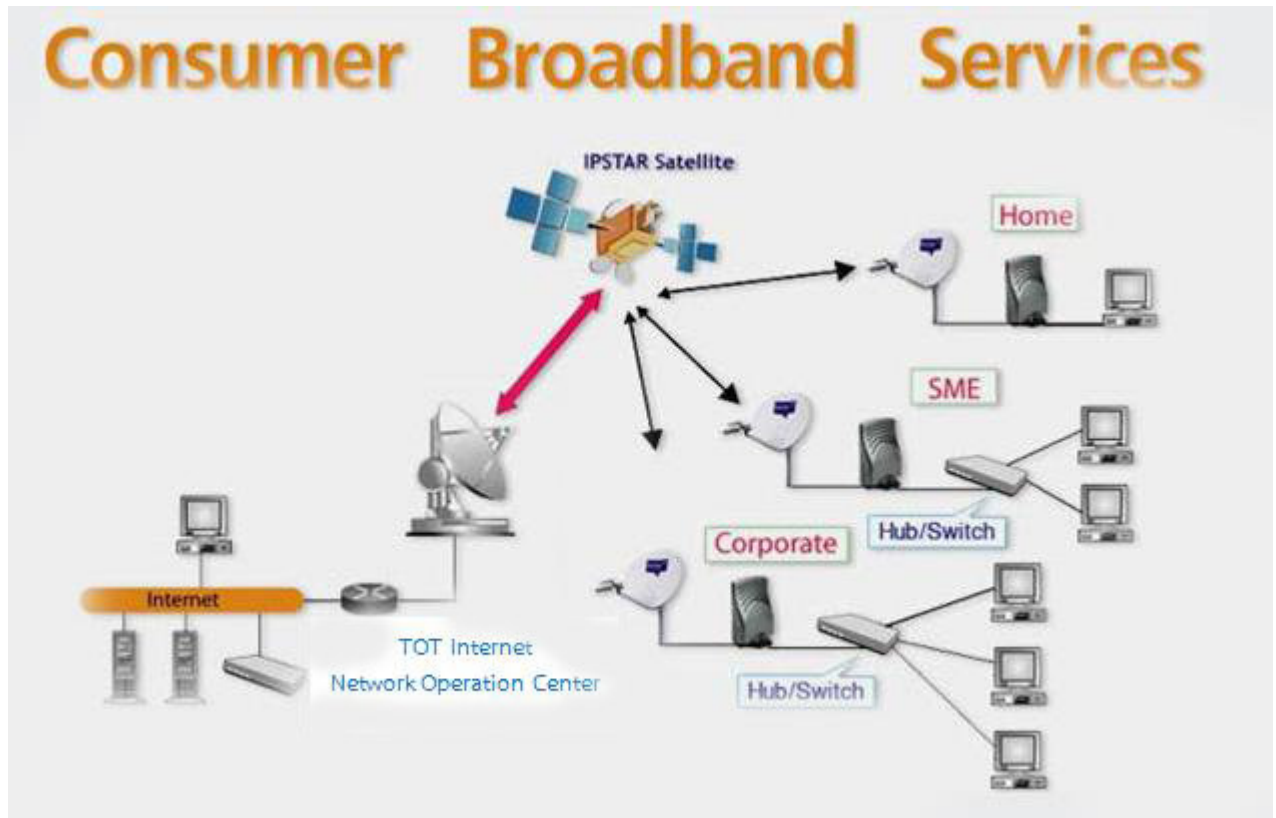 Consumer Broadband Services
IPSTAR Satellite
Home
SME
Hub/Switch
Corporate
Internet
TOT Internet
Network Operation Center
Hub/Switch